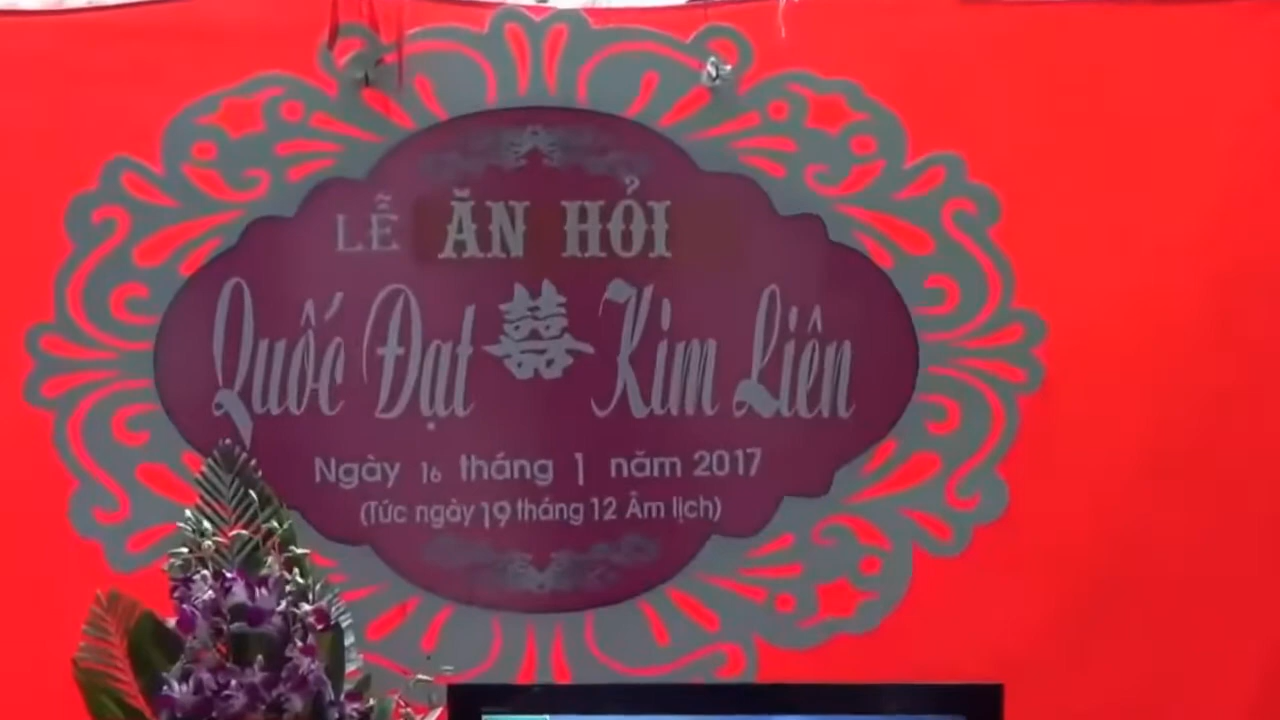 LỄ ĂN HỎI
Quốc Đạt 囍 Kim Liên
Ngày 16 tháng 1 năm 2017
(Tức ngày 19 tháng 12 Âm lịch)